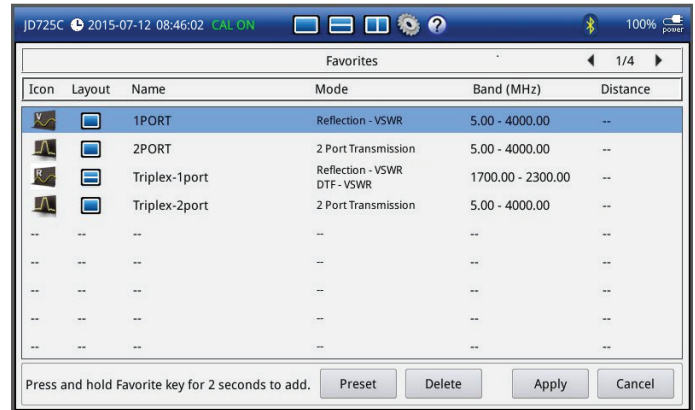 JD725C 2015-07-12 08:46:02 CAL ON ? 100% power
Favorites 1/4
Icon Layout Name Mode Band (MHz) Distance
V 1PORT Reflection - VSWR 5.00 - 4000.00 --
2PORT 2 Port Transmission 5.00 - 4000.00 --
R Triplex-1port Reflection - VSWR 1700.00 - 2300.00 --
DTF - VSWR
Triplex-2port 2 Port Transmission 5.00 - 4000.00 --
-- -- -- -- -- --
-- -- -- -- -- --
-- -- -- -- -- --
-- -- -- -- -- --
-- -- -- -- -- --
Press and hold Favorite key for 2 seconds to add. Preset Delete Apply Cancel